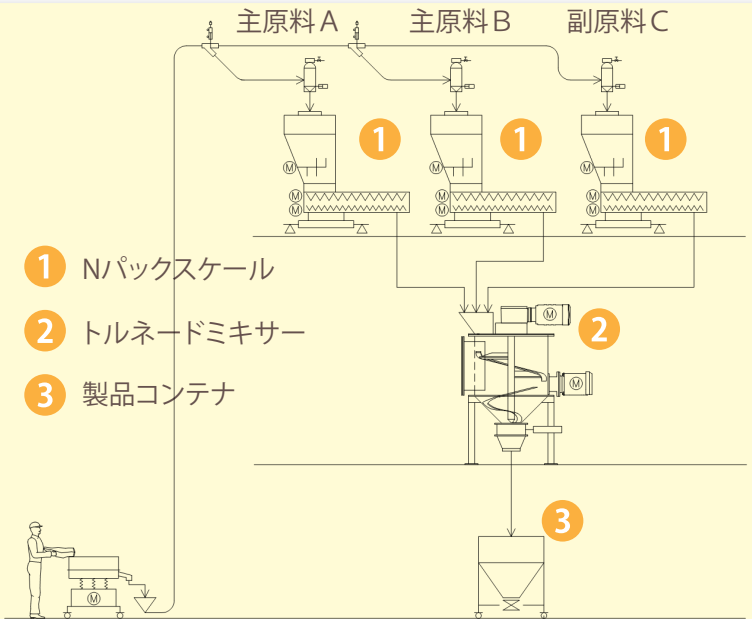 主原料A 主原料B 副原料C
1 1 1
M M M
M M M
M M M
1 Nパックスケール
M
2
2 トルネードミキサー
M
3 製品コンテナ
3
M